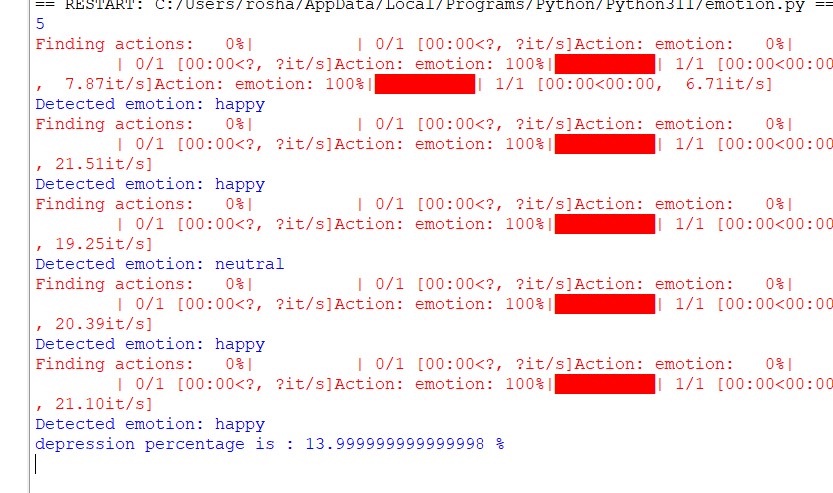 == RESTART: C:/Users/rosha/AppData/Local/Programs/Python/Python311/emotion.py ==
5
Finding actions:   0%|          | 0/1 [00:00<?, ?it/s]Action: emotion:   0%|
        | 0/1 [00:00<?, ?it/s]Action: emotion: 100%|██████████| 1/1 [00:00<00:00
,  7.87it/s]Action: emotion: 100%|██████████| 1/1 [00:00<00:00,  6.71it/s]
Detected emotion: happy
Finding actions:   0%|          | 0/1 [00:00<?, ?it/s]Action: emotion:   0%|
        | 0/1 [00:00<?, ?it/s]Action: emotion: 100%|██████████| 1/1 [00:00<00:00
, 21.51it/s]
Detected emotion: happy
Finding actions:   0%|          | 0/1 [00:00<?, ?it/s]Action: emotion:   0%|
        | 0/1 [00:00<?, ?it/s]Action: emotion: 100%|██████████| 1/1 [00:00<00:00
, 19.25it/s]
Detected emotion: neutral
Finding actions:   0%|          | 0/1 [00:00<?, ?it/s]Action: emotion:   0%|
        | 0/1 [00:00<?, ?it/s]Action: emotion: 100%|██████████| 1/1 [00:00<00:00
, 20.39it/s]
Detected emotion: happy
Finding actions:   0%|          | 0/1 [00:00<?, ?it/s]Action: emotion:   0%|
        | 0/1 [00:00<?, ?it/s]Action: emotion: 100%|██████████| 1/1 [00:00<00:00
, 21.10it/s]
Detected emotion: happy
depression percentage is : 13.999999999999998 %